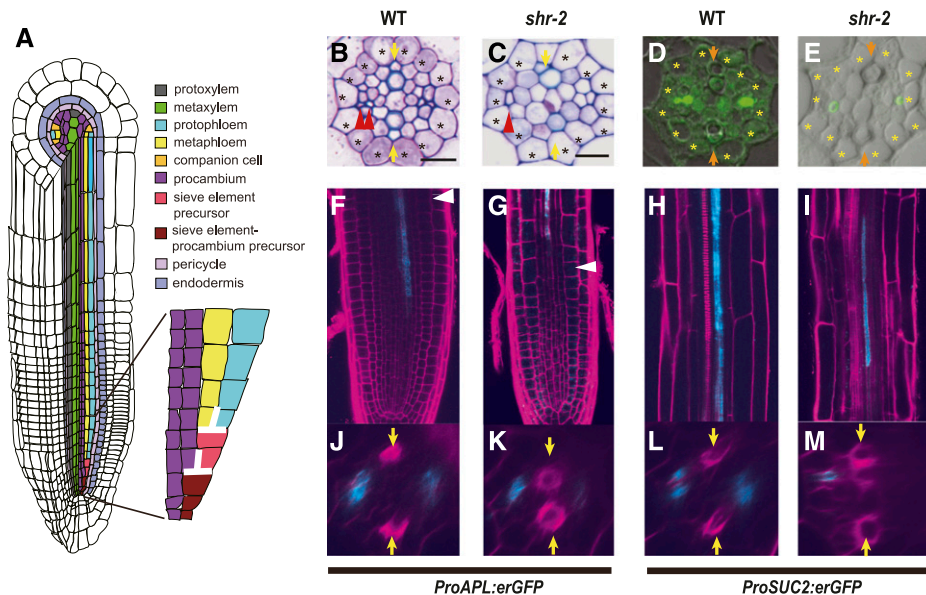 WT
shr-2
WT
shr-2
A
protoxylem
metaxylem
protophloem
metaphloem
companion cell
procambium
sieve element
precursor
sieve element-
procambium precursor
pericycle
endodermis
B
*
*
*
*
*
*
*
*
C
*
*
*
*
*
*
*
*
D
*
*
*
*
*
*
*
*
E
*
*
*
*
*
*
*
*
F
G
H
I
J
K
L
M
ProAPL:erGFP
ProSUC2:erGFP